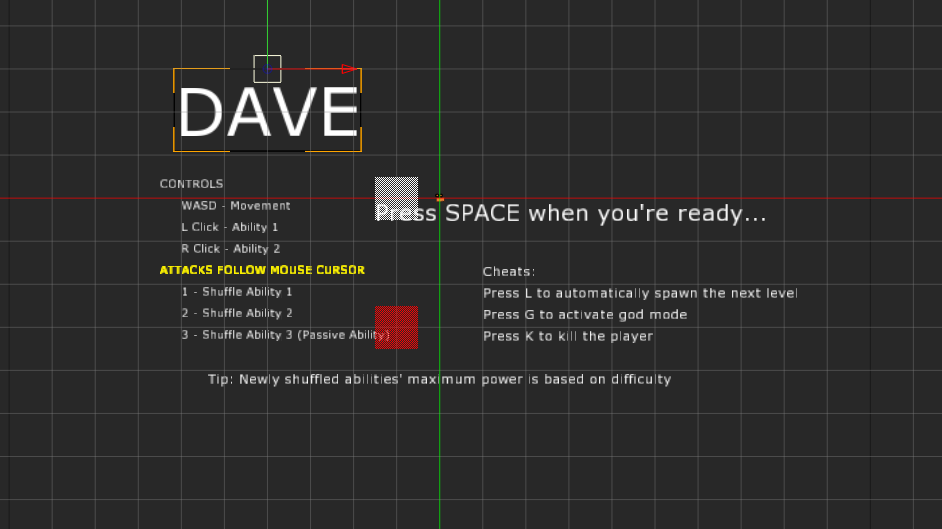 DAVE
CONTROLS
WASD - Movement
L Click - Ability 1
R Click - Ability 2
ATTACKS FOLLOW MOUSE CURSOR
1 - Shuffle Ability 1
2 - Shuffle Ability 2
3 - Shuffle Ability 3 (Passive Ability)
Press SPACE when you're ready...
Cheats:
Press L to automatically spawn the next level
Press G to activate god mode
Press K to kill the player
Tip: Newly shuffled abilities' maximum power is based on difficulty